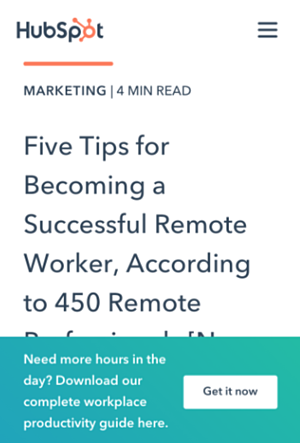 HubSpot
MARKETING | 4 MIN READ
Five Tips for
Becoming a
Successful Remote
Worker, According
to 450 Remote
Need more hours in the
day? Download our
complete workplace
productivity guide here.
Get it now